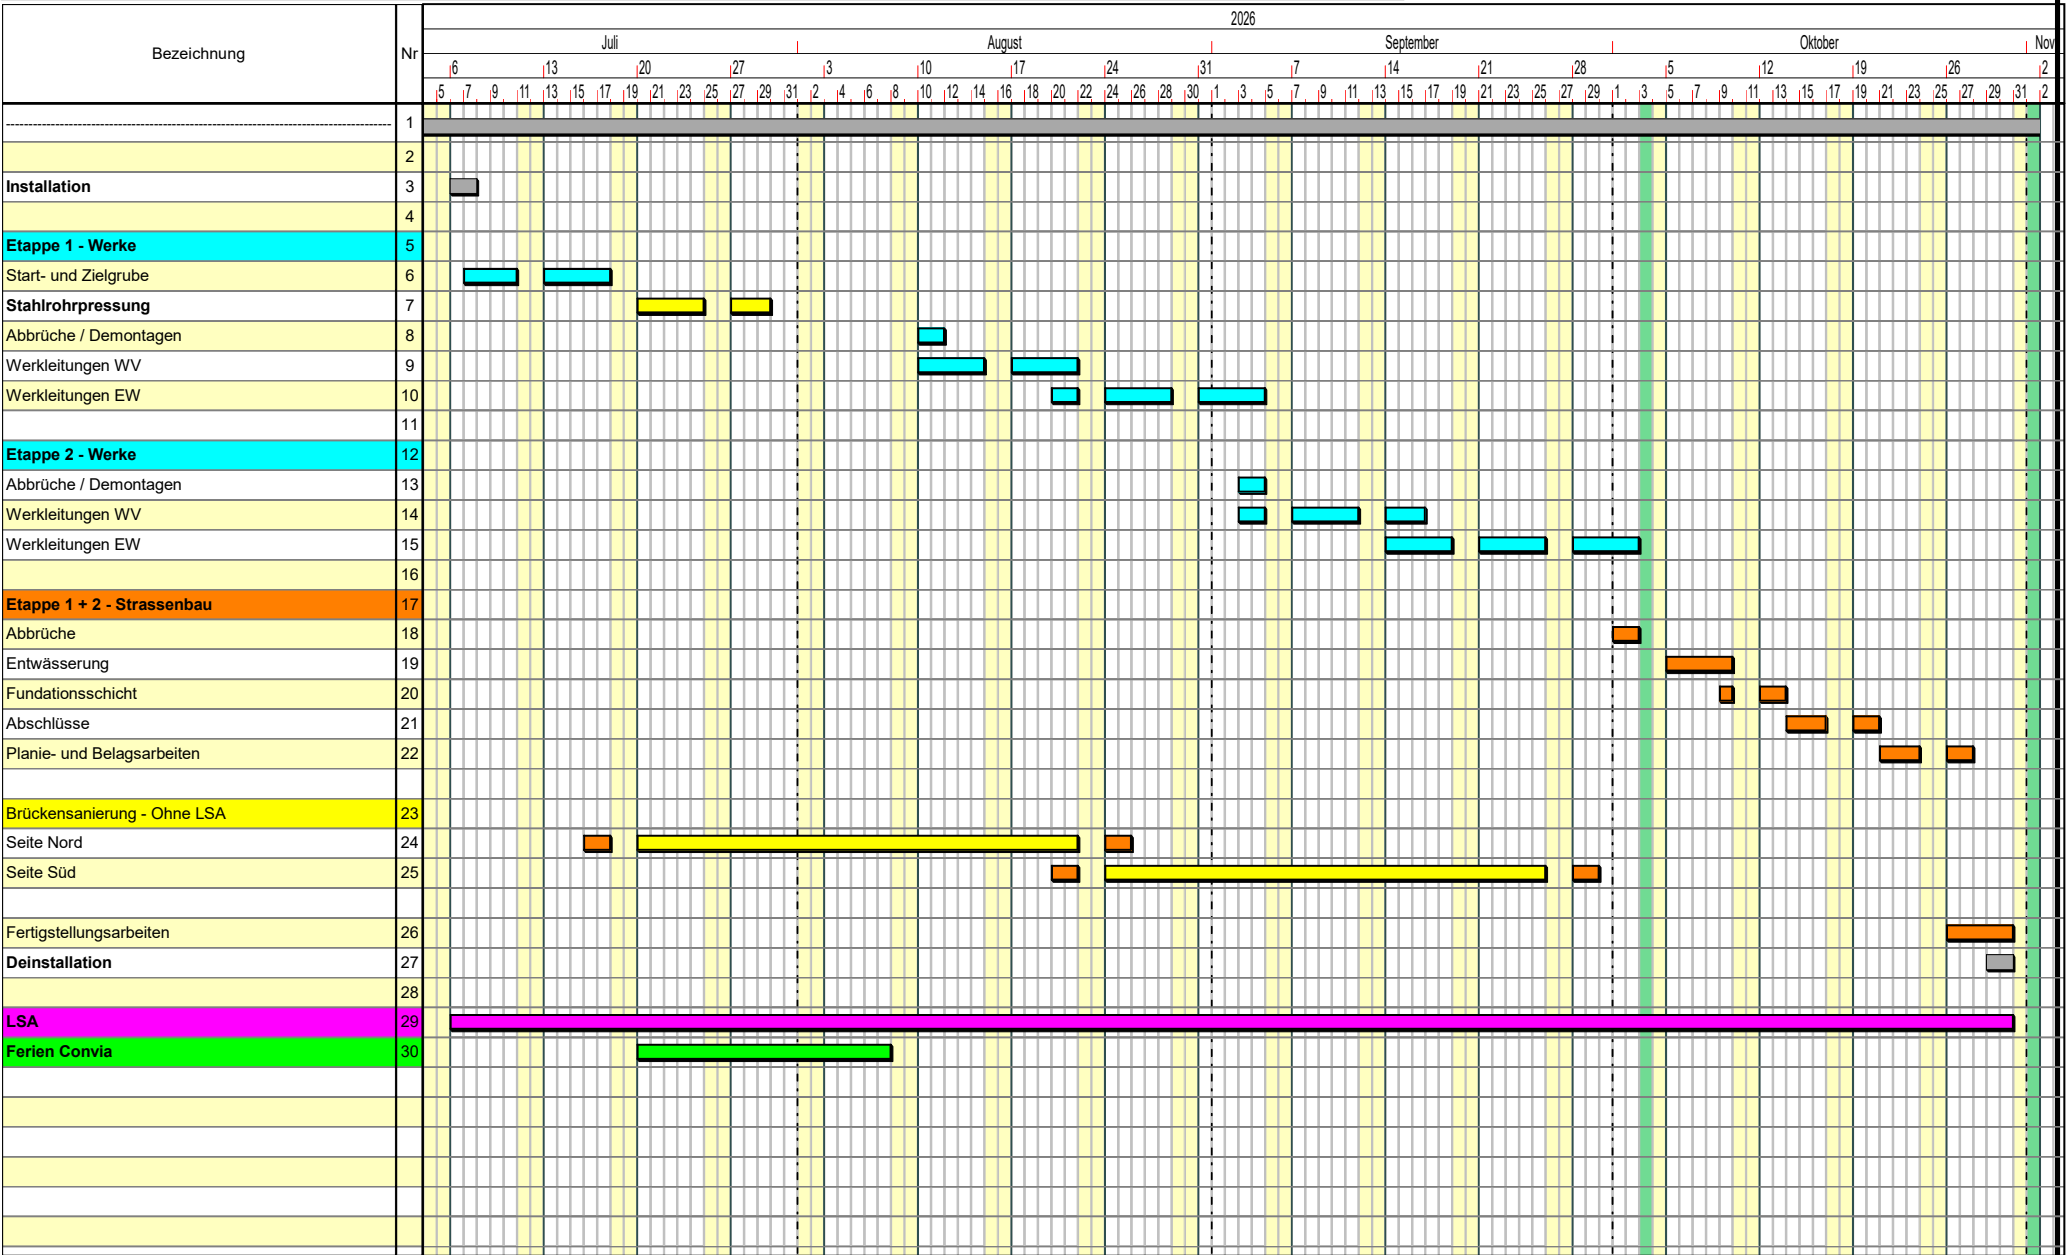 2026
Bezeichnung Nr Juli August September Oktober Nov
6 13 20 27 3 10 17 24 31 7 14 21 28 5 12 19 26 2
5 7 9 11 13 15 17 19 21 23 25 27 29 31 2 4 6 8 10 12 14 16 18 20 22 24 26 28 30 1 3 5 7 9 11 13 15 17 19 21 23 25 27 29 1 3 5 7 9 11 13 15 17 19 21 23 25 27 29 31 2
1
2
Installation 3
4
Etappe 1 - Werke 5
Start- und Zielgrube 6
Stahlrohrpressung 7
Abbrüche / Demontagen 8
Werkleitungen WV 9
Werkleitungen EW 10
11
Etappe 2 - Werke 12
Abbrüche / Demontagen 13
Werkleitungen WV 14
Werkleitungen EW 15
16
Etappe 1 + 2 - Strassenbau 17
Abbrüche 18
Entwässerung 19
Fundationsschicht 20
Abschlüsse 21
Planie- und Belagsarbeiten 22
Brückensanierung - Ohne LSA 23
Seite Nord 24
Seite Süd 25
Fertigstellungsarbeiten 26
Deinstallation 27
28
LSA 29
Ferien Convia 30